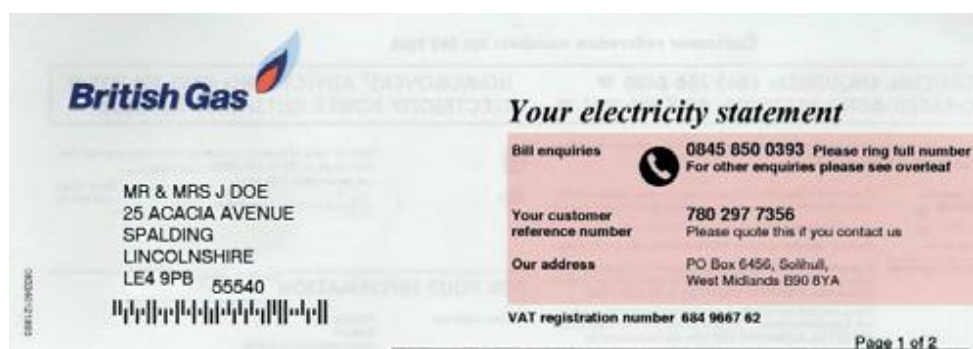 British Gas
Your electricity statement
Bill enquiries
0845 850 0393 Please ring full number
For other enquiries please see overleaf
MR & MRS J DOE
25 ACACIA AVENUE
SPALDING
LINCOLNSHIRE
LE4 9PB
55540
Your customer
reference number
780 297 7356
Please quote this if you contact us
Our address
PO Box 6456, Solihull,
West Midlands B90 8YA
VAT registration number 684 9667 62
Page 1 of 2